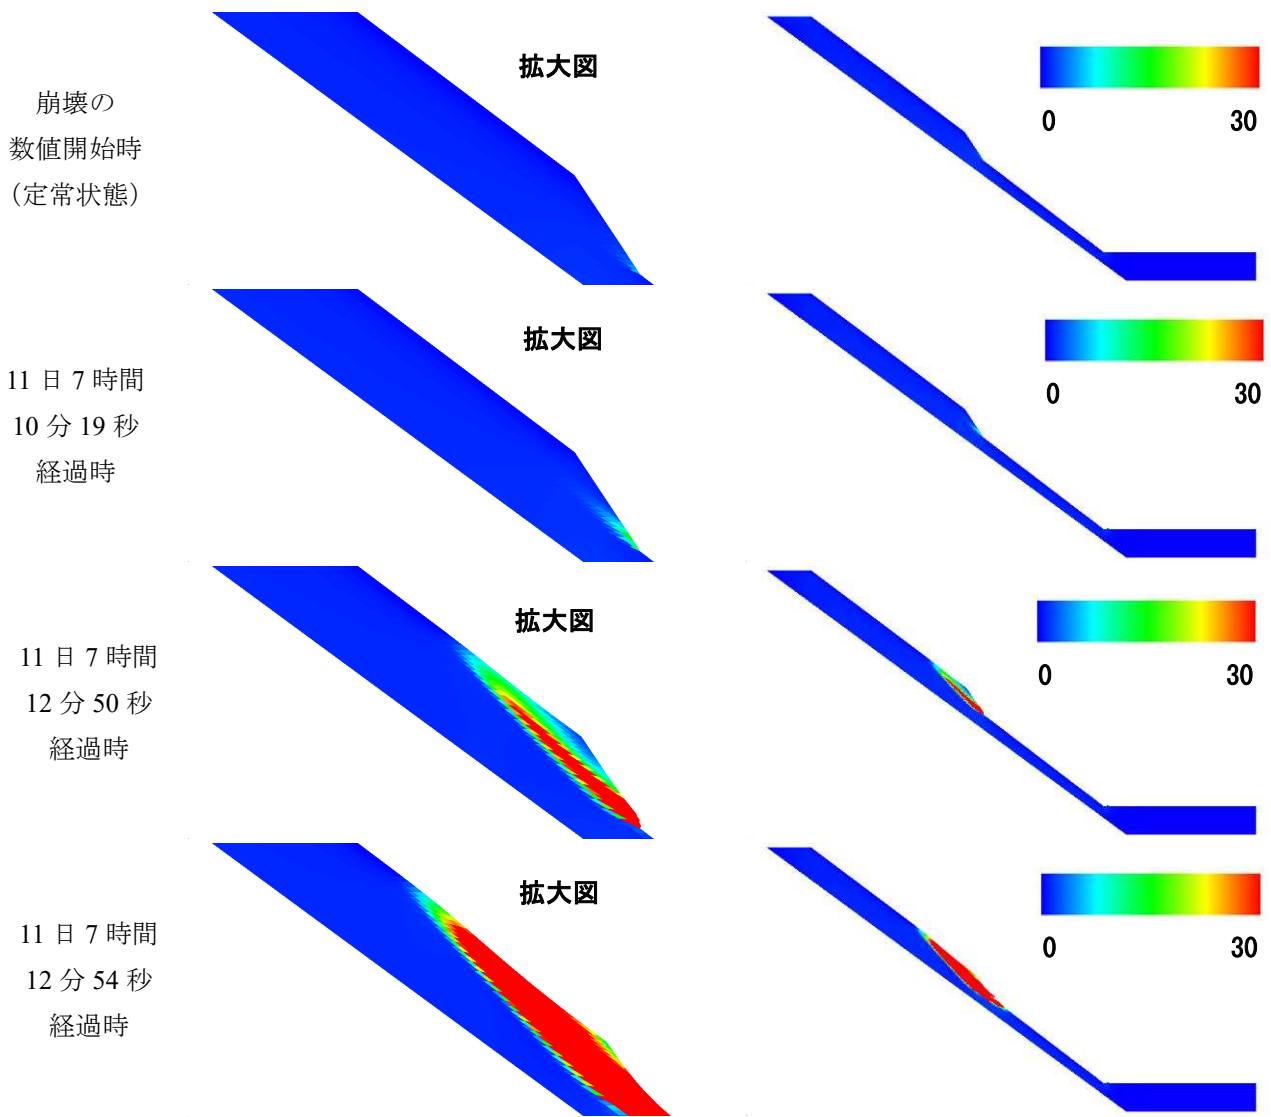 崩壊の
数値開始時
（定常状態）
拡大図
0 30
11 日 7 時間
10 分 19 秒
経過時
拡大図
0 30
11 日 7 時間
12 分 50 秒
経過時
拡大図
0 30
11 日 7 時間
12 分 54 秒
経過時
拡大図
0 30